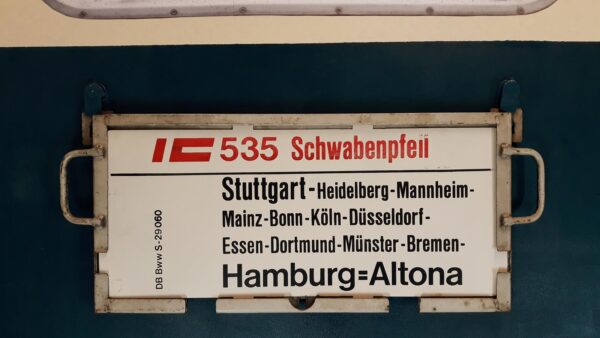 IC 535 Schwabenpfeil
Stuttgart-Heidelberg-Mannheim-
Mainz-Bonn-Köln-Düsseldorf-
Essen-Dortmund-Münster-Bremen-
Hamburg=Altona
DB Bww S-29060